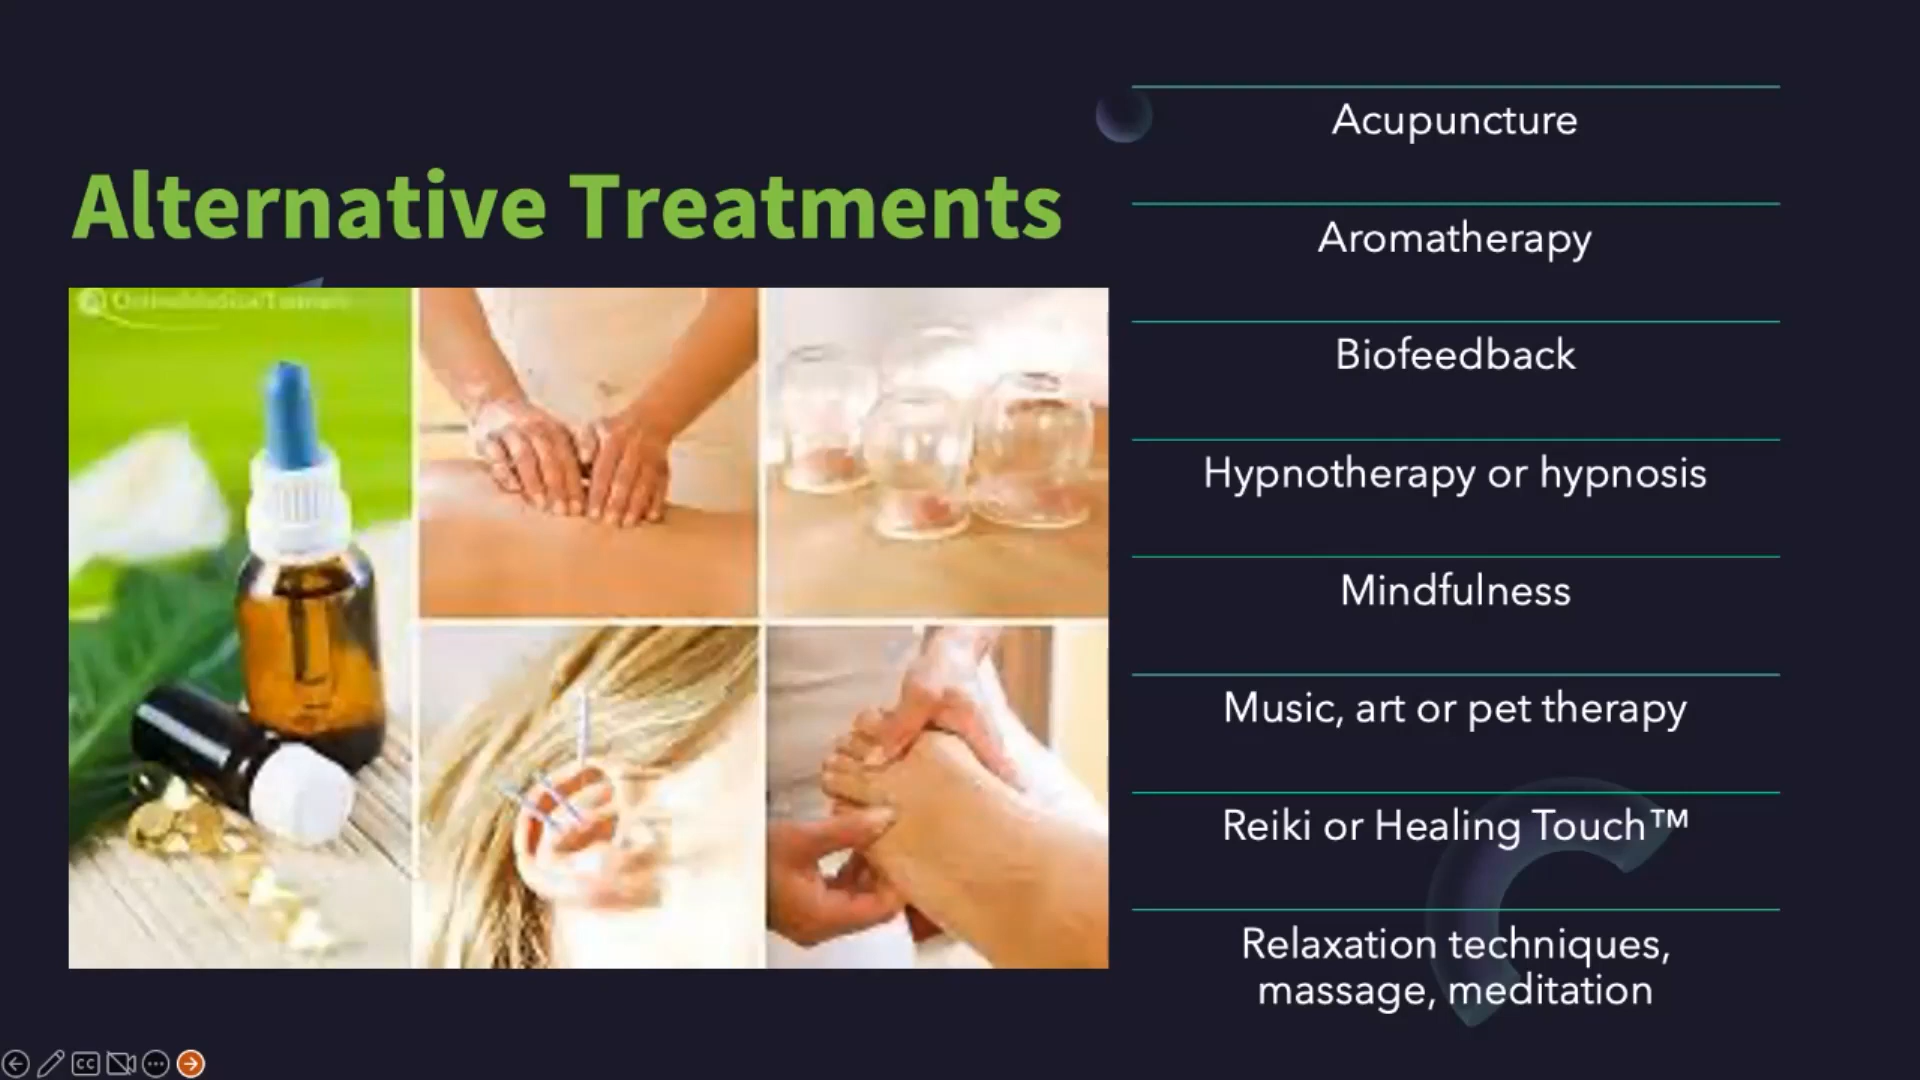 Alternative Treatments
Acupuncture
Aromatherapy
Biofeedback
Hypnotherapy or hypnosis
Mindfulness
Music, art or pet therapy
Reiki or Healing Touch™
Relaxation techniques,
massage, meditation
CC